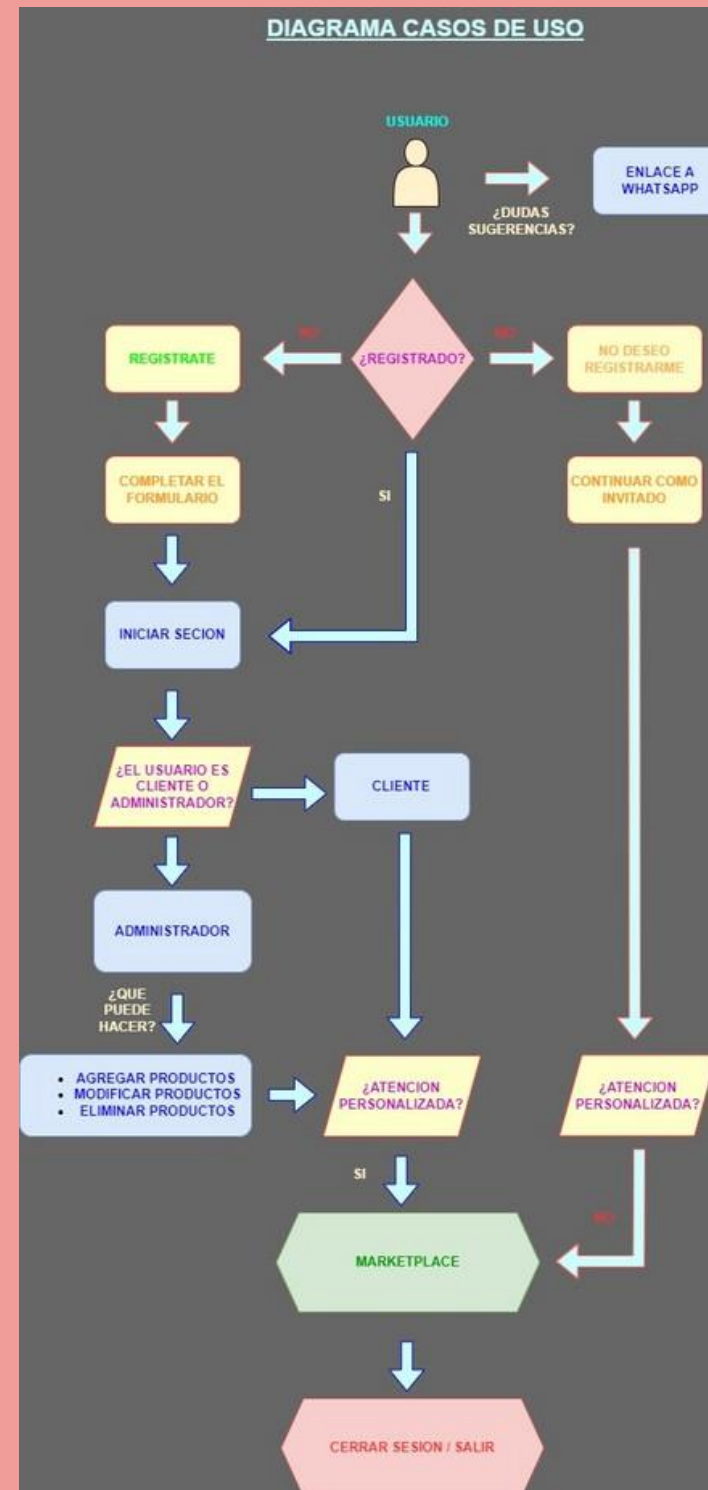 DIAGRAMA CASOS DE USO
USUARIO
ENLACE A
WHATSAPP
¿DUDAS
SUGERENCIAS?
NO
NO
REGISTRATE
¿REGISTRADO?
NO DESEO
REGISTRARME
COMPLETAR EL
FORMULARIO
SI
CONTINUAR COMO
INVITADO
INICIAR SECION
¿EL USUARIO ES
CLIENTE O
ADMINISTRADOR?
CLIENTE
ADMINISTRADOR
¿QUE
PUEDE
HACER?
• AGREGAR PRODUCTOS
• MODIFICAR PRODUCTOS
• ELIMINAR PRODUCTOS
¿ATENCION
PERSONALIZADA?
¿ATENCION
PERSONALIZADA?
SI
NO
MARKETPLACE
CERRAR SESION / SALIR